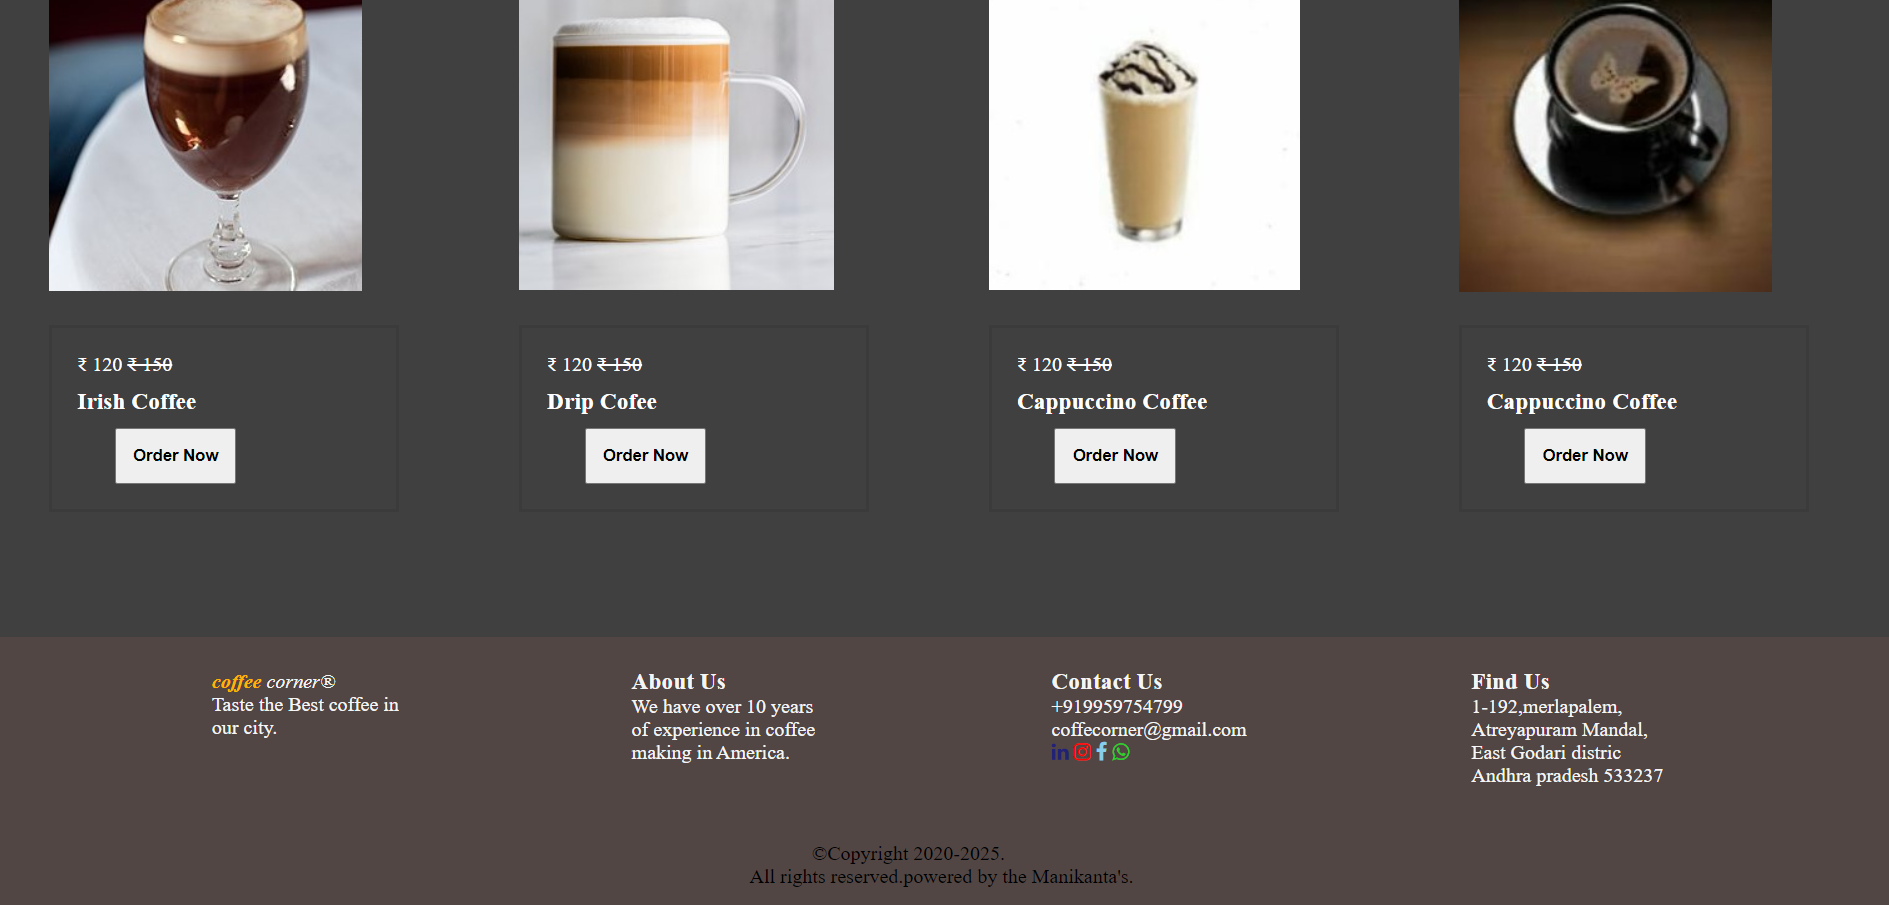 ₹ 120 ₹ 150
Irish Coffee
Order Now
₹ 120 ₹ 150
Drip Cofee
Order Now
₹ 120 ₹ 150
Cappuccino Coffee
Order Now
₹ 120 ₹ 150
Cappuccino Coffee
Order Now
coffee corner®
Taste the Best coffee in
our city.
About Us
We have over 10 years
of experience in coffee
making in America.
Contact Us
+919959754799
coffecorner@gmail.com
Find Us
1-192,merlapalem,
Atreyapuram Mandal,
East Godari distric
Andhra pradesh 533237
©Copyright 2020-2025.
All rights reserved.powered by the Manikanta's.